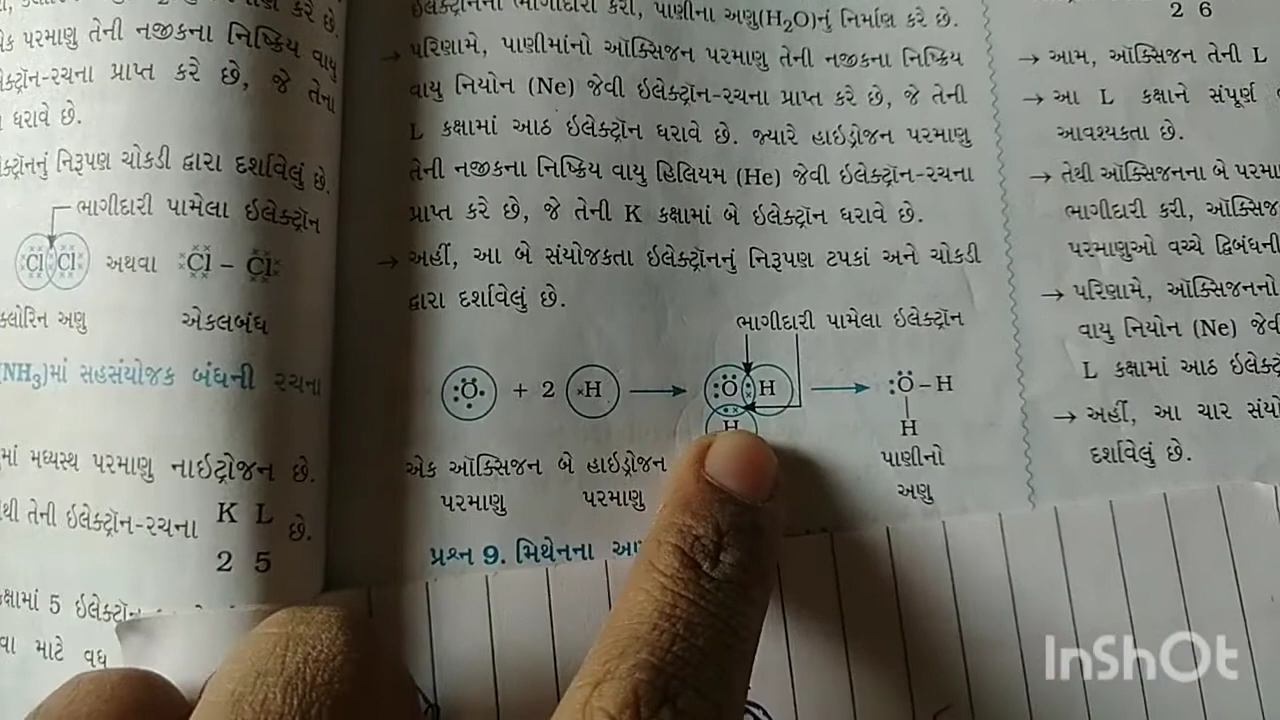 કરે છે.
પરમાણુ તેની નજીકના નિષ્ક્રિય વાયુ
રચના પ્રાપ્ત કરે છે, જે તેના
ધરાવે છે.
નિરૂપણ ચોકડી દ્વારા દર્શાવેલું છે.
ભાગીદારી પામેલા ઇલેક્ટ્રૉન
Cl Cl અથવા Cl – Cl
ક્લોરિન અણુ એકલબંધ
(NH₃)માં સહસંયોજક બંધની રચના
માં મધ્યસ્થ પરમાણુ નાઇટ્રોજન છે.
થી તેની ઇલેક્ટ્રૉન-રચના K L છે.
2 5
કક્ષામાં 5
માટે વધુ
ભાગીદારી કરી, પાણીના અણુ(H₂O)નું નિર્માણ કરે છે.
→ પરિણામે, પાણીમાંનો ઑક્સિજન પરમાણુ તેની નજીકના નિષ્ક્રિય
વાયુ નિયોન (Ne) જેવી ઇલેક્ટ્રૉન-રચના પ્રાપ્ત કરે છે, જે તેની
L કક્ષામાં આઠ ઇલેક્ટ્રૉન ધરાવે છે. જ્યારે હાઇડ્રોજન પરમાણુ
તેની નજીકના નિષ્ક્રિય વાયુ હિલિયમ (He) જેવી ઇલેક્ટ્રૉન-રચના
પ્રાપ્ત કરે છે, જે તેની K કક્ષામાં બે ઇલેક્ટ્રૉન ધરાવે છે.
→ અહીં, આ બે સંયોજકતા ઇલેક્ટ્રૉનનું નિરૂપણ ટપકાં અને ચોકડી
દ્વારા દર્શાવેલું છે.
ભાગીદારી પામેલા ઇલેક્ટ્રૉન
O + 2 ×H → O H → :O – H
H H
એક ઑક્સિજન બે હાઇડ્રોજન પાણીનો
પરમાણુ પરમાણુ અણુ
પ્રશ્ન 9. મિથેનના
2 6
→ આમ, ઑક્સિજન તેની L
→ આ L કક્ષાને સંપૂર્ણ
આવશ્યકતા છે.
→ તેથી ઑક્સિજનના બે
ભાગીદારી કરી,
પરમાણુઓ વચ્ચે દ્વિબંધની
→ પરિણામે, ઑક્સિજનનો
વાયુ નિયોન (Ne) જેવી
L કક્ષામાં આઠ
→ અહીં, આ ચાર
દર્શાવેલું છે.
InShOt